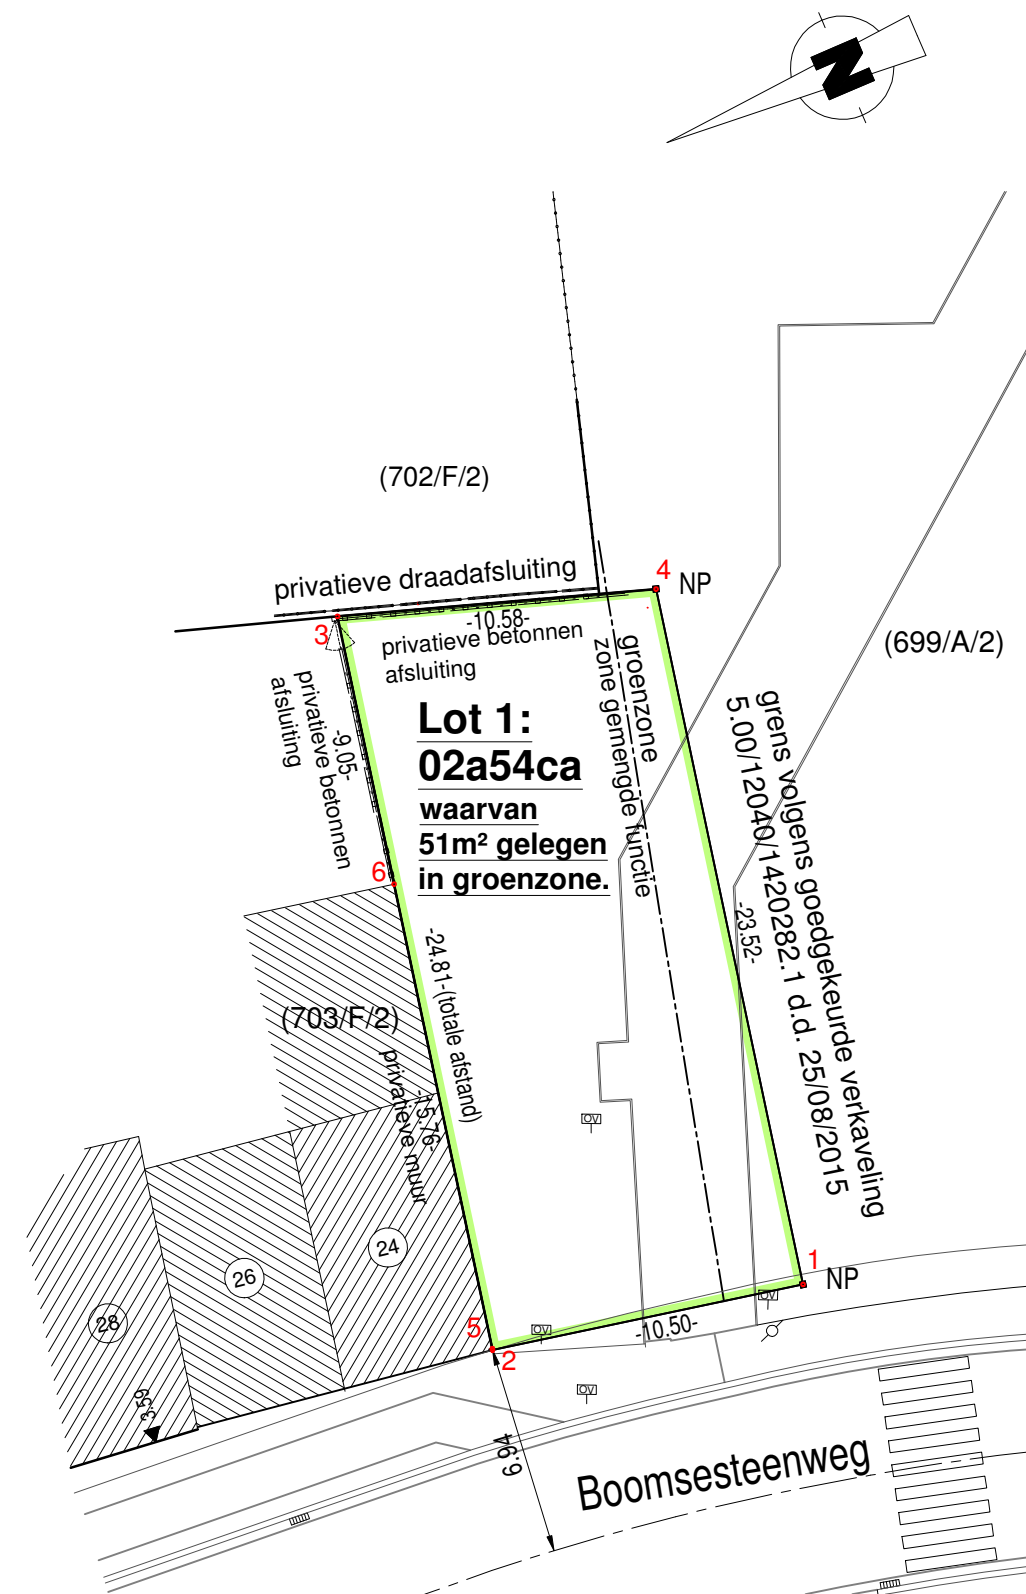 N
(702/F/2)
privatieve draadafsluiting
4
NP
-10.58-
3
privatieve betonnen
afsluiting
(699/A/2)
groenzone
zone gemengde functie
privatieve betonnen
afsluiting
-9.05-
Lot 1:
02a54ca
waarvan
51m² gelegen
in groenzone.
grens volgens goedgekeurde verkaveling
5.00/12040/1420282.1 d.d. 25/08/2015
6
-23.52-
-24.81-(totale afstand)
(703/F/2)
-15.76-
privatieve muur
OV
24
26
28
1
NP
OV
5
OV
-10.50-
2
OV
3.59
6.94
Boomsesteenweg